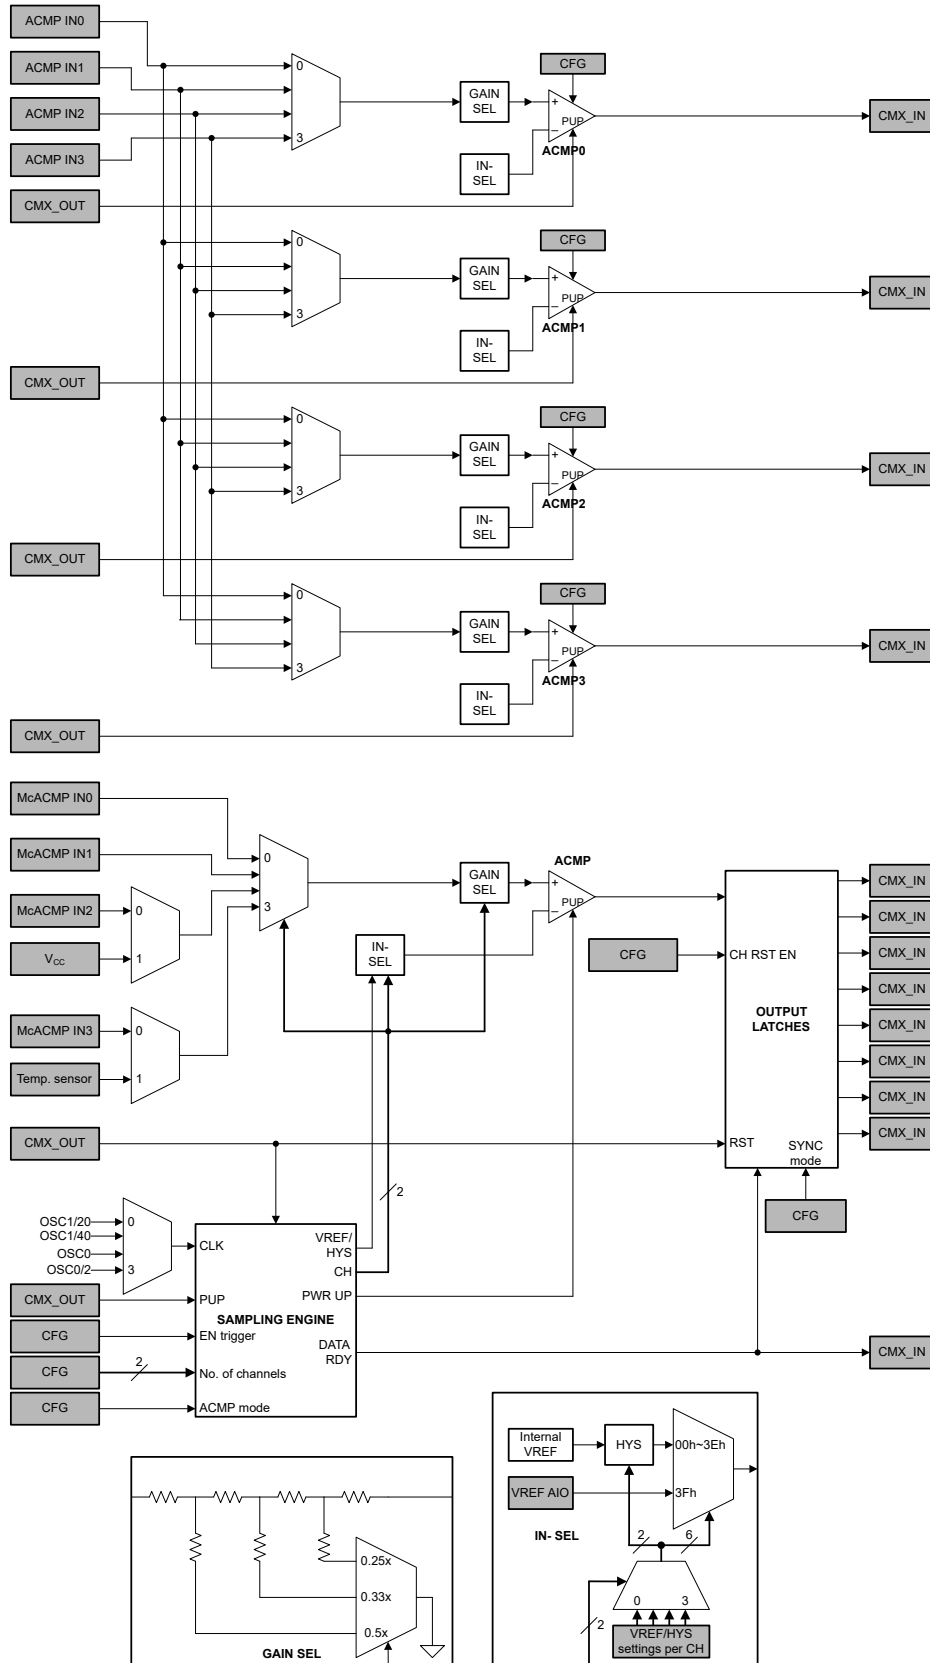 ACMP IN0
ACMP IN1
ACMP IN2
ACMP IN3
CMX_OUT
0
3
GAIN
SEL
IN-
SEL
CFG
+
–
PUP
ACMP0
CMX_IN
0
3
GAIN
SEL
IN-
SEL
CFG
+
–
PUP
ACMP1
CMX_IN
CMX_OUT
0
3
GAIN
SEL
IN-
SEL
CFG
+
–
PUP
ACMP2
CMX_IN
CMX_OUT
0
3
GAIN
SEL
IN-
SEL
CFG
+
–
PUP
ACMP3
CMX_IN
CMX_OUT
McACMP IN0
McACMP IN1
McACMP IN2
VCC
McACMP IN3
Temp. sensor
CMX_OUT
0
1
0
1
0
3
GAIN
SEL
IN-
SEL
ACMP
+
–
PUP
CFG
CH RST EN
OUTPUT
LATCHES
RST
SYNC
mode
CFG
CMX_IN
CMX_IN
CMX_IN
CMX_IN
CMX_IN
CMX_IN
CMX_IN
CMX_IN
2
OSC1/20
OSC1/40
OSC0
OSC0/2
0
3
CMX_OUT
CFG
CFG
2
CFG
CLK
PUP
SAMPLING ENGINE
EN trigger
No. of channels
ACMP mode
VREF/
HYS
CH
PWR UP
DATA
RDY
CMX_IN
0.25x
0.33x
0.5x
GAIN SEL
Internal
VREF
HYS
00h~3Eh
VREF AIO
3Fh
IN- SEL
2
6
0
3
2
VREF/HYS
settings per CH